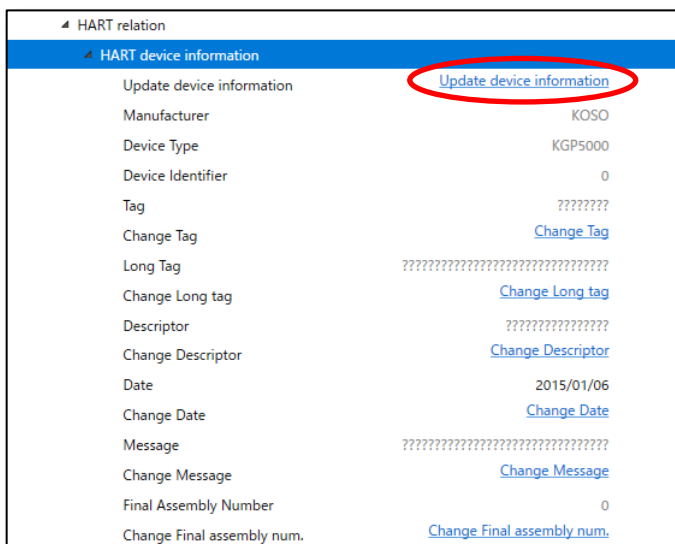 HART relation
HART device information
Update device information Update device information
Manufacturer KOSO
Device Type KGP5000
Device Identifier 0
Tag ????????
Change Tag Change Tag
Long Tag ????????????????????????????????
Change Long tag Change Long tag
Descriptor ????????????????
Change Descriptor Change Descriptor
Date 2015/01/06
Change Date Change Date
Message ????????????????????????????????
Change Message Change Message
Final Assembly Number 0
Change Final assembly num. Change Final assembly num.